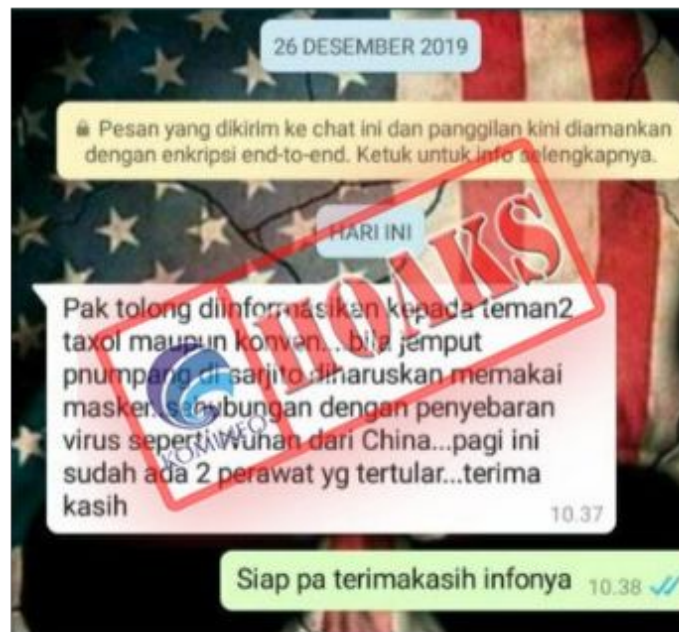 26 DESEMBER 2019
Pesan yang dikirim ke chat ini dan panggilan kini diamankan
dengan enkripsi end-to-end. Ketuk untuk info selengkapnya.
HARI INI
HOAKS
KOMINFO
Pak tolong diinformasikan kepada teman2
taxol maupun konven....bila jemput
pnumpang di sarjito diharuskan memakai
masker..sehubungan dengan penyebaran
virus seperti Wuhan dari China...pagi ini
sudah ada 2 perawat yg tertular...terima
kasih
10.37
Siap pa terimakasih infonya 10.38